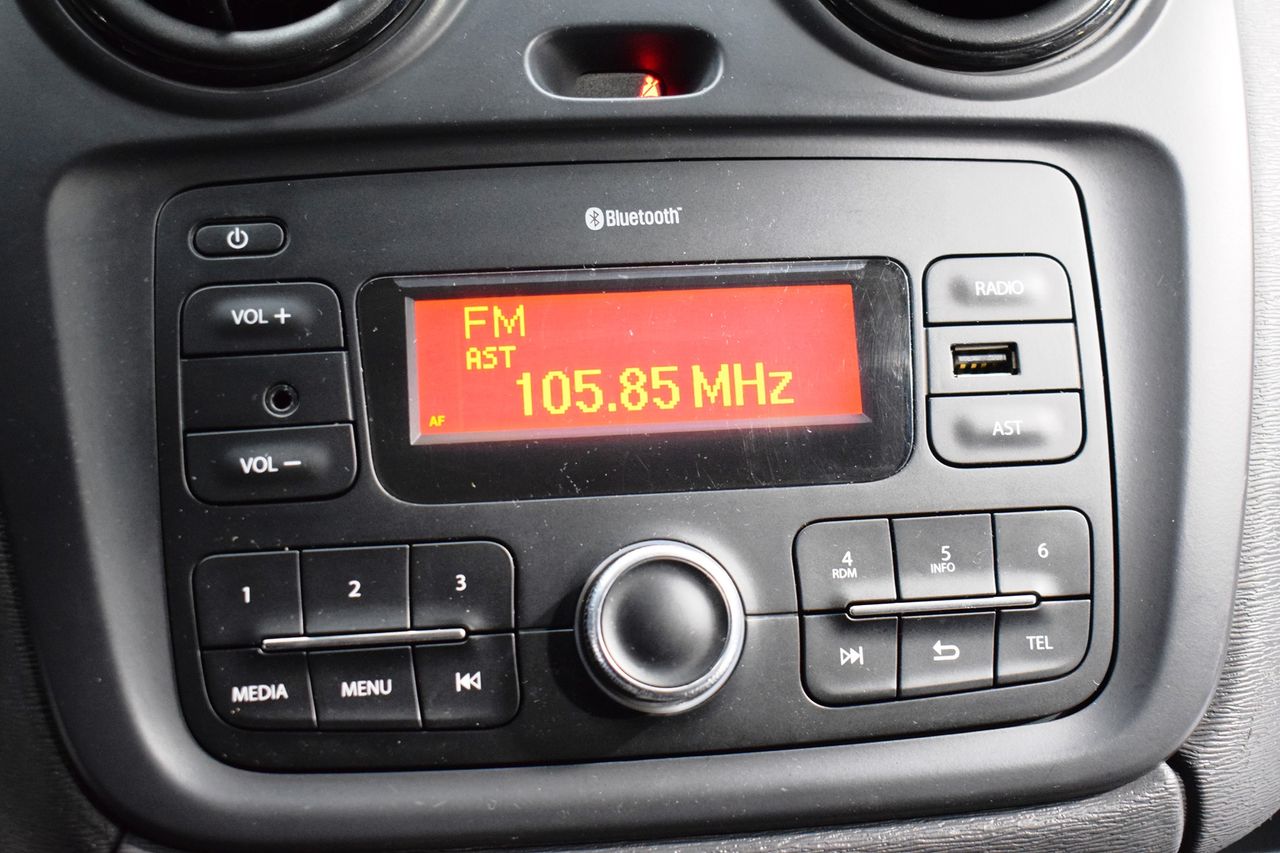 Bluetooth™
VOL +
VOL –
FM
AST
105.85 MHz
AF
RADIO
AST
1
2
3
MEDIA
MENU
4
RDM
5
INFO
6
TEL